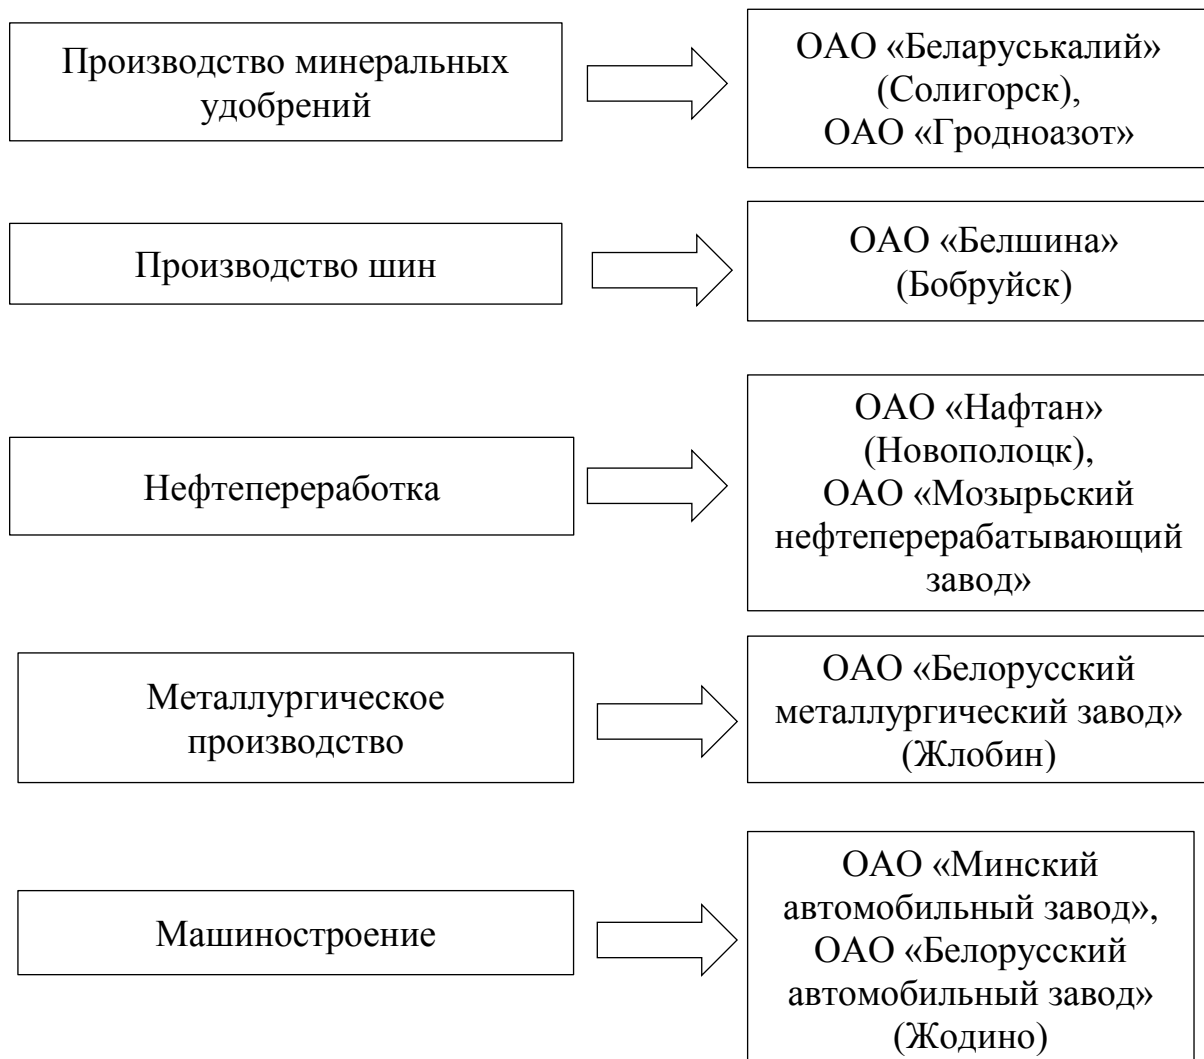 Производство минеральных
удобрений
ОАО «Беларуськалий»
(Солигорск),
ОАО «Гродноазот»
Производство шин
ОАО «Белшина»
(Бобруйск)
Нефтепереработка
ОАО «Нафтан»
(Новополоцк),
ОАО «Мозырьский
нефтеперерабатывающий
завод»
Металлургическое
производство
ОАО «Белорусский
металлургический завод»
(Жлобин)
Машиностроение
ОАО «Минский
автомобильный завод»,
ОАО «Белорусский
автомобильный завод»
(Жодино)